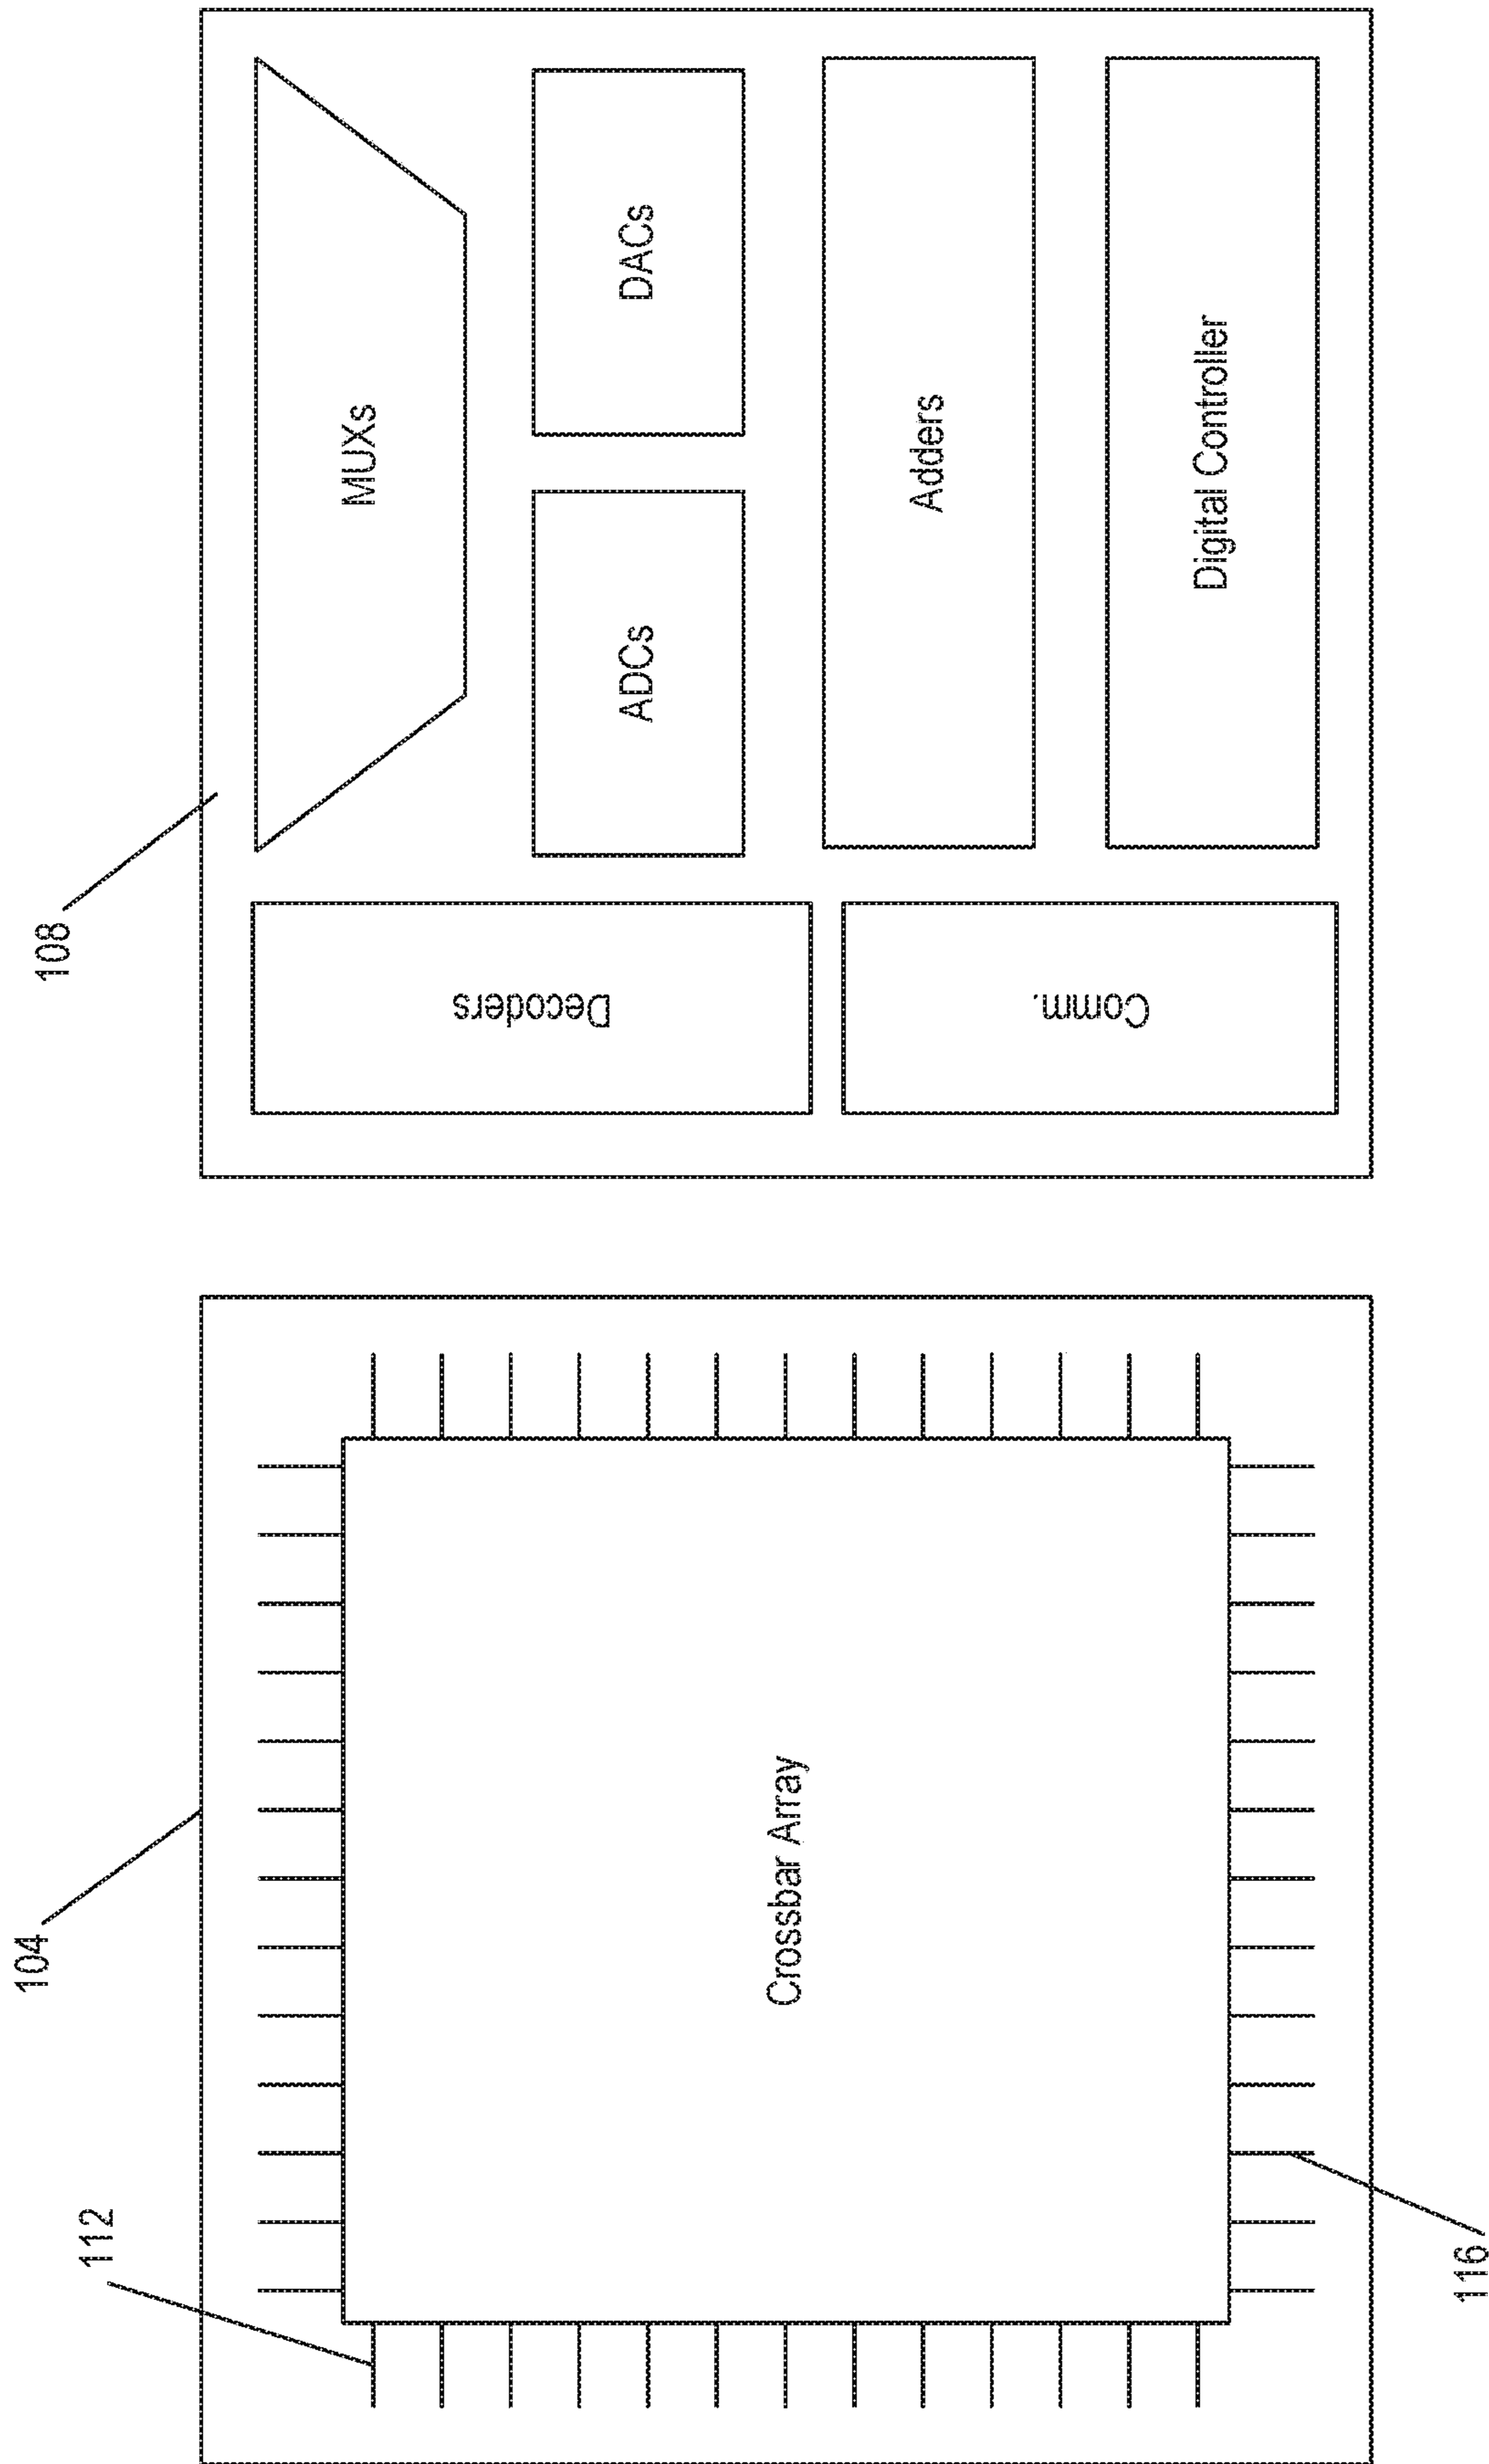 104
112
Crossbar Array
116
108
Decoders
Comm.
MUXs
ADCs
DACs
Adders
Digital Controller